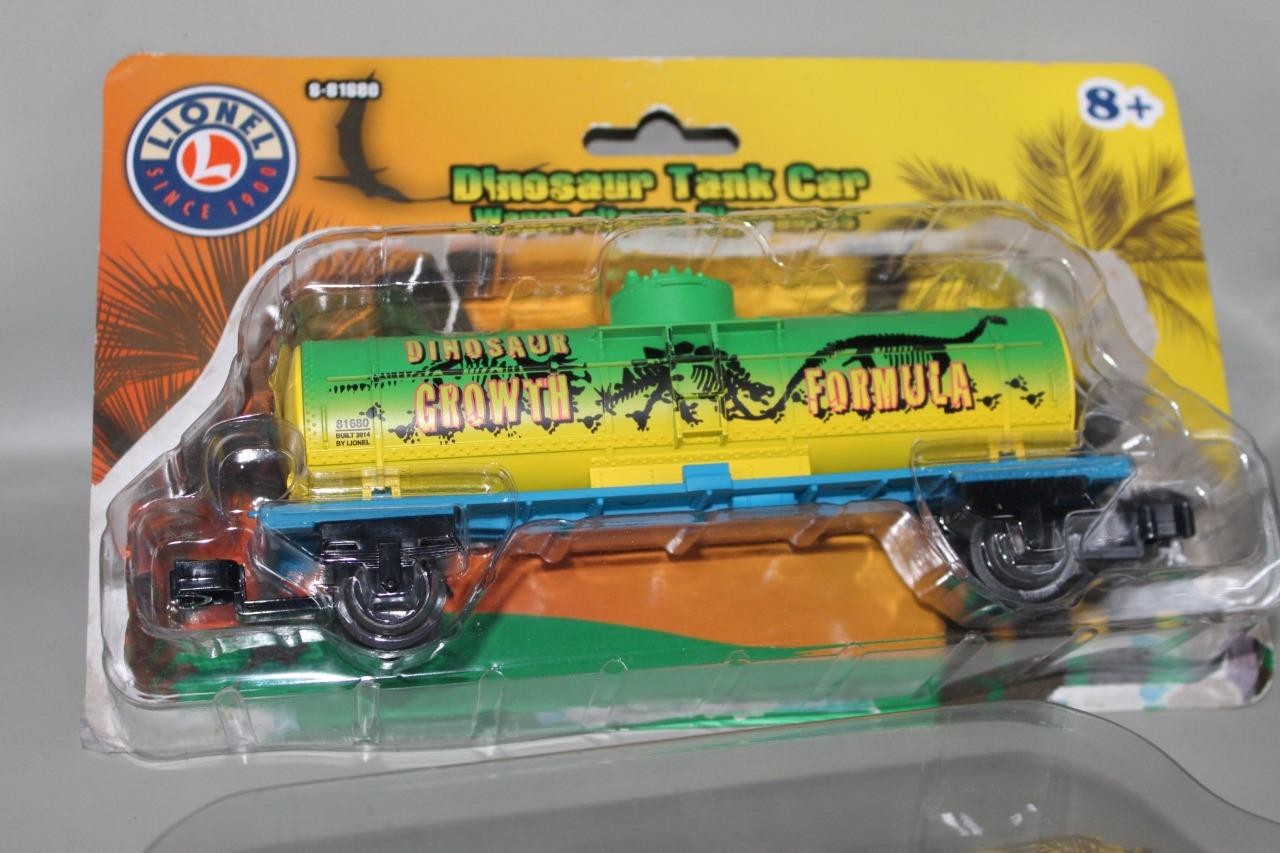 LIONEL
L
SINCE 1900
6-81680
8+
Dinosaur Tank Car
DINOSAUR
GROWTH FORMULA
81680
BUILT 2014
BY LIONEL